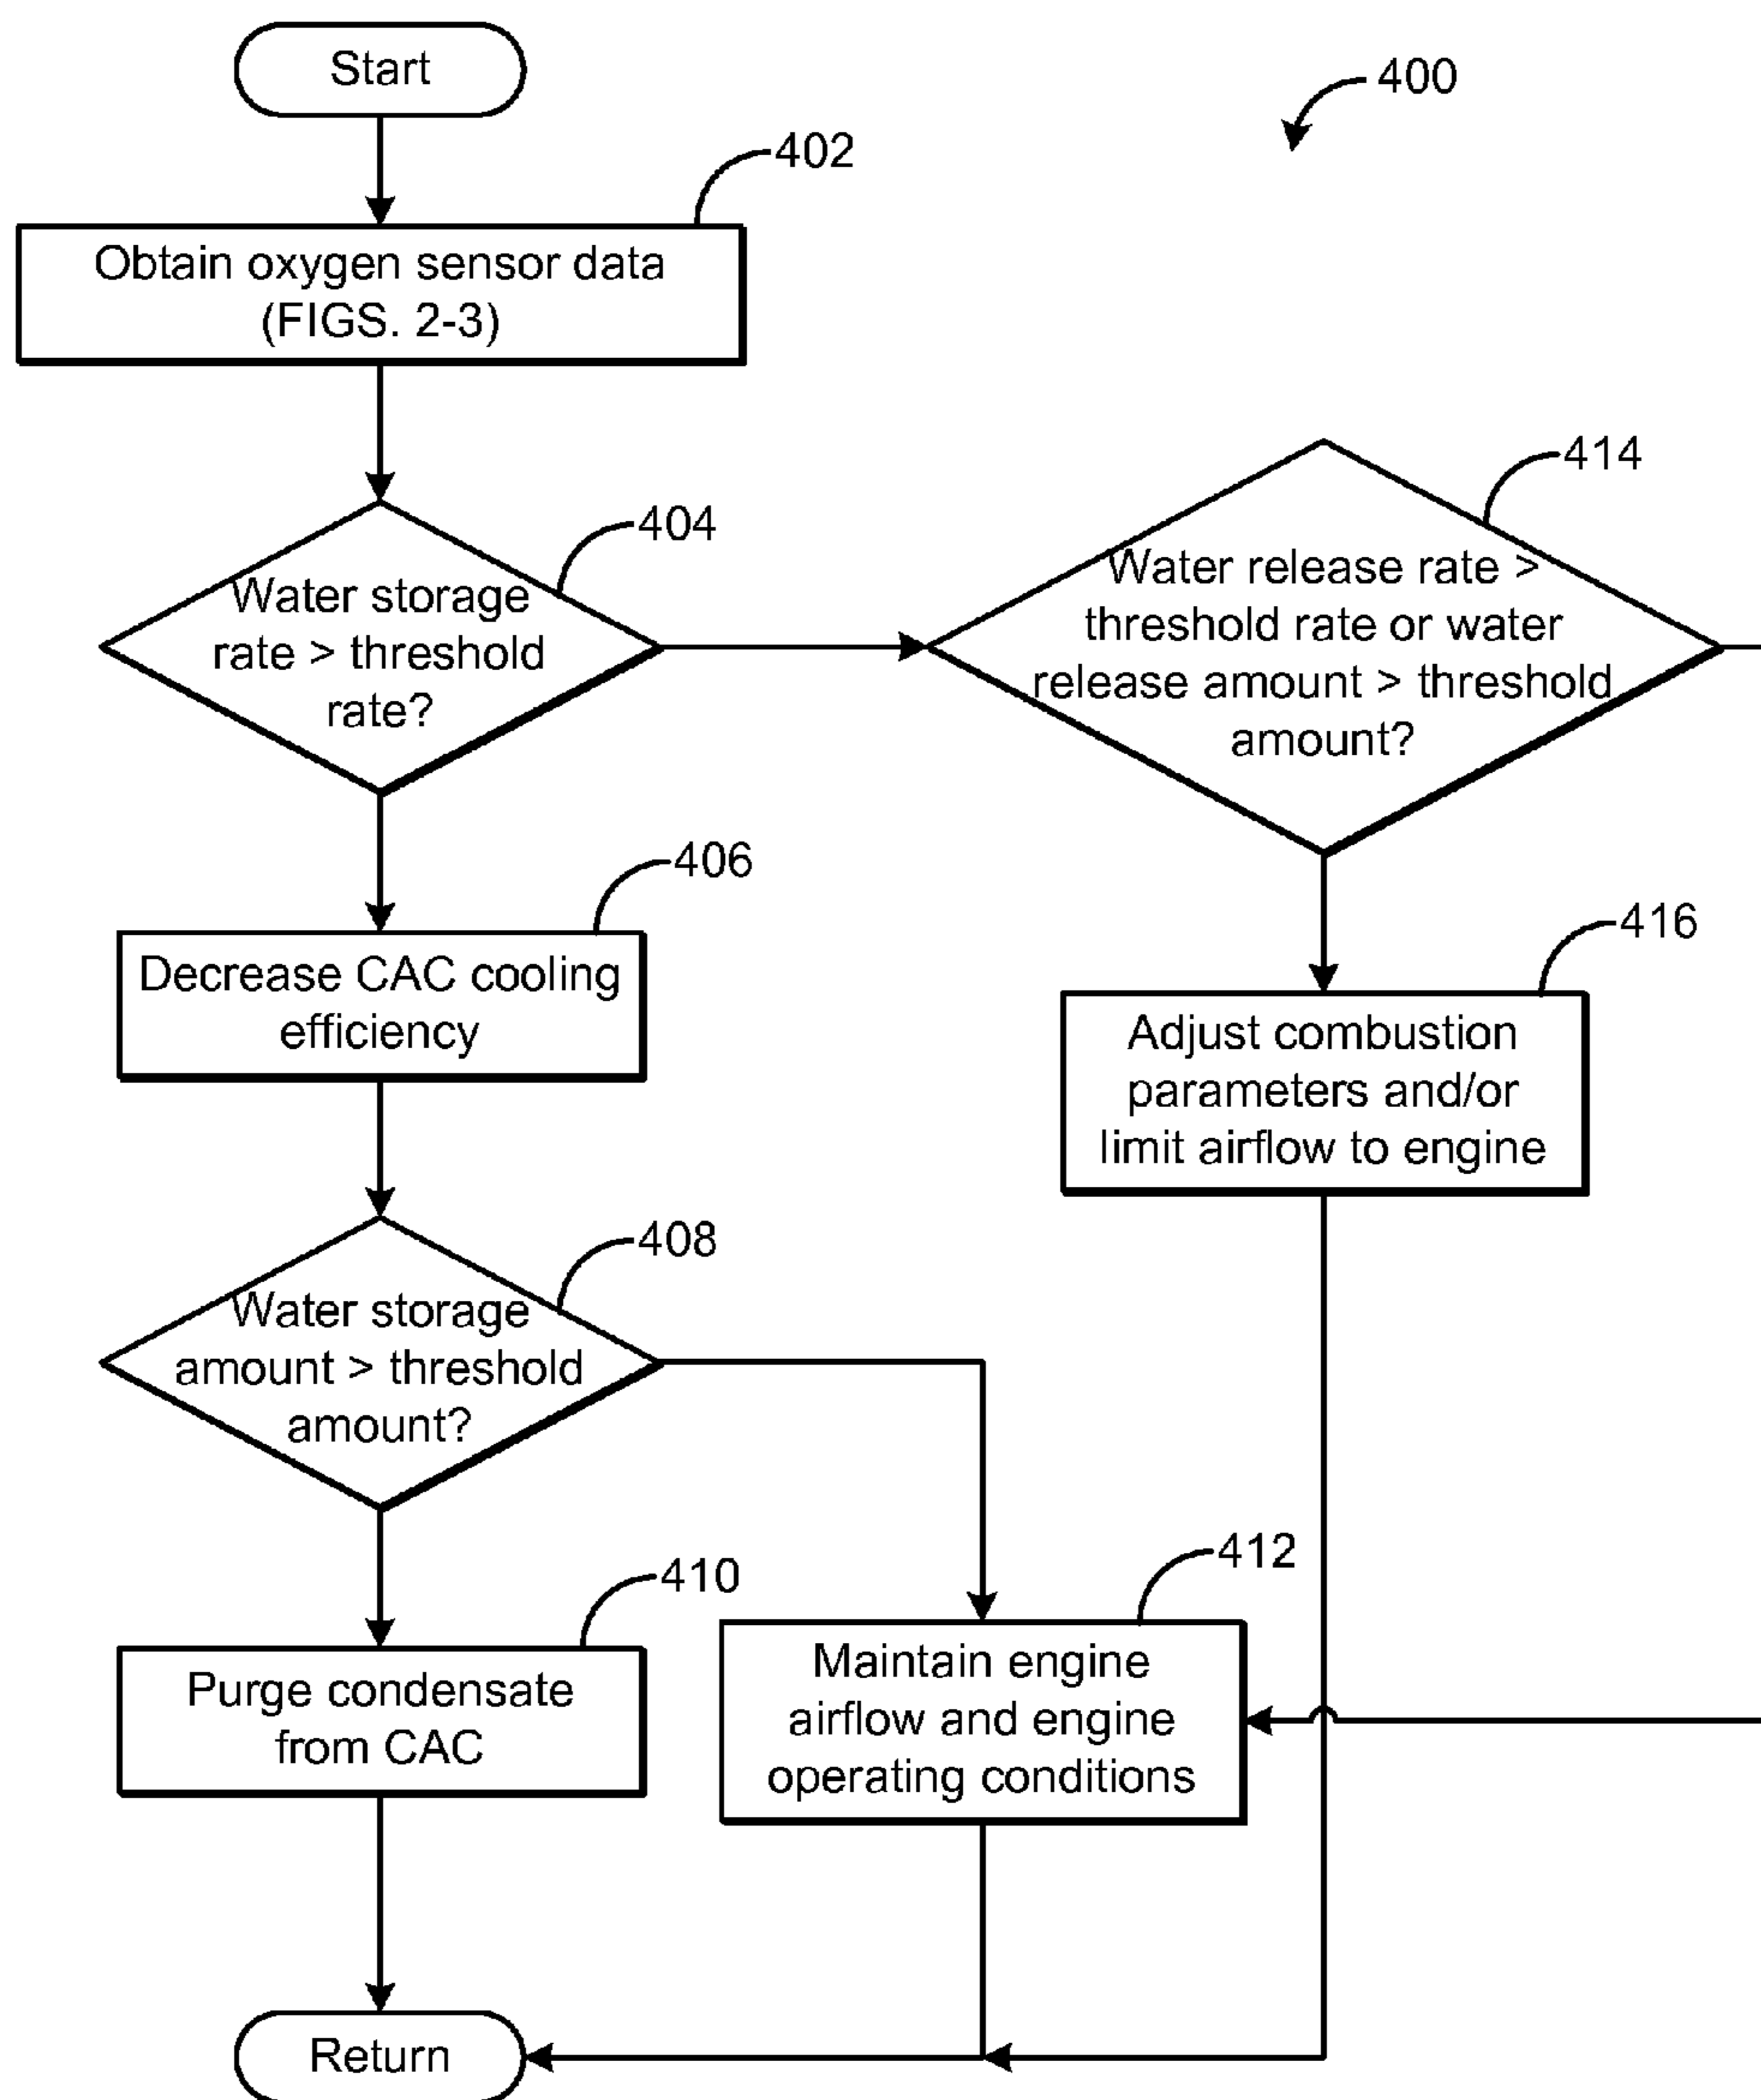 Start
400
402
Obtain oxygen sensor data
(FIGS. 2-3)
404
Water storage
rate > threshold
rate?
414
Water release rate >
threshold rate or water
release amount > threshold
amount?
406
Decrease CAC cooling
efficiency
416
Adjust combustion
parameters and/or
limit airflow to engine
408
Water storage
amount > threshold
amount?
410
Purge condensate
from CAC
412
Maintain engine
airflow and engine
operating conditions
Return